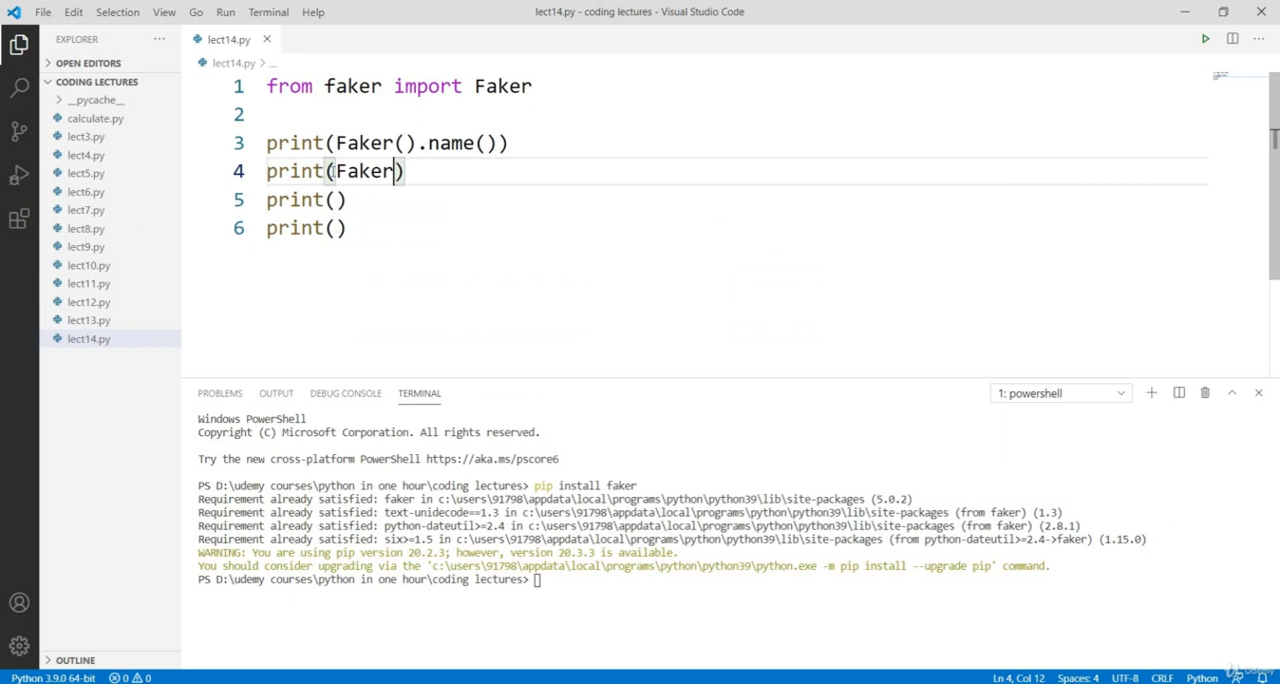 File Edit Selection View Go Run Terminal Help lect14.py - coding lectures - Visual Studio Code
EXPLORER ···
OPEN EDITORS
CODING LECTURES
__pycache__
calculate.py
lect3.py
lect4.py
lect5.py
lect6.py
lect7.py
lect8.py
lect9.py
lect10.py
lect11.py
lect12.py
lect13.py
lect14.py
OUTLINE
lect14.py
lect14.py > ...
1 from faker import Faker
2
3 print(Faker().name())
4 print(Faker)
5 print()
6 print()
PROBLEMS OUTPUT DEBUG CONSOLE TERMINAL 1: powershell
Windows PowerShell
Copyright (C) Microsoft Corporation. All rights reserved.
Try the new cross-platform PowerShell https://aka.ms/pscore6
PS D:\udemy courses\python in one hour\coding lectures> pip install faker
Requirement already satisfied: faker in c:\users\91798\appdata\local\programs\python\python39\lib\site-packages (5.0.2)
Requirement already satisfied: text-unidecode==1.3 in c:\users\91798\appdata\local\programs\python\python39\lib\site-packages (from faker) (1.3)
Requirement already satisfied: python-dateutil>=2.4 in c:\users\91798\appdata\local\programs\python\python39\lib\site-packages (from faker) (2.8.1)
Requirement already satisfied: six>=1.5 in c:\users\91798\appdata\local\programs\python\python39\lib\site-packages (from python-dateutil>=2.4->faker) (1.15.0)
WARNING: You are using pip version 20.2.3; however, version 20.3.3 is available.
You should consider upgrading via the 'c:\users\91798\appdata\local\programs\python\python39\python.exe -m pip install --upgrade pip' command.
PS D:\udemy courses\python in one hour\coding lectures>
Python 3.9.0 64-bit 0 0 Ln 4, Col 12 Spaces: 4 UTF-8 CRLF Python
Udemy